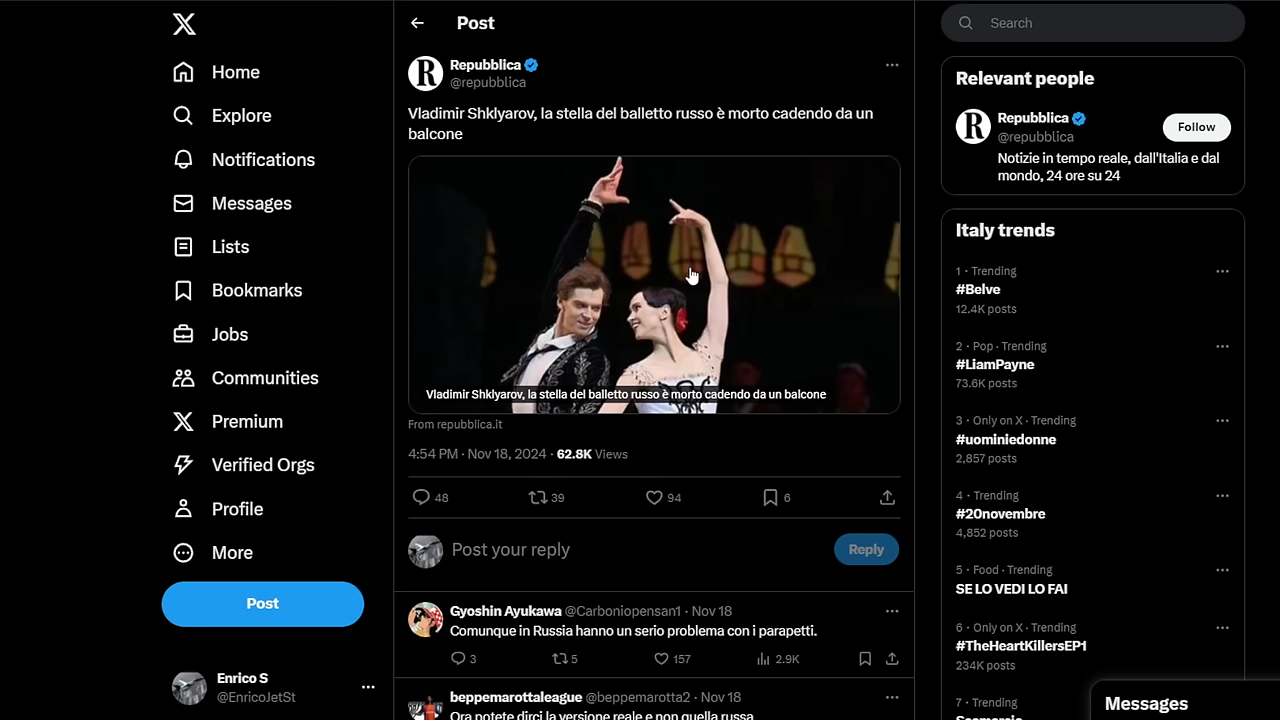 Home
Explore
Notifications
Messages
Lists
Bookmarks
Jobs
Communities
Premium
Verified Orgs
Profile
More
Post
Enrico S
@EnricoJetSt
Post
Repubblica
@repubblica
Vladimir Shklyarov, la stella del balletto russo è morto cadendo da un
balcone
Vladimir Shklyarov, la stella del balletto russo è morto cadendo da un balcone
From repubblica.it
4:54 PM · Nov 18, 2024 · 62.8K Views
48 39 94 6
Post your reply
Reply
Gyoshin Ayukawa @Carboniopensan1 · Nov 18
Comunque in Russia hanno un serio problema con i parapetti.
3 5 157 2.9K
beppemarottaleague @beppemarotta2 · Nov 18
Ora potete dirci la versione reale e non quella russa
Search
Relevant people
R
Repubblica
@repubblica
Follow
Notizie in tempo reale, dall'Italia e dal
mondo, 24 ore su 24
Italy trends
1 · Trending
#Belve
12.4K posts
2 · Pop · Trending
#LiamPayne
73.6K posts
3 · Only on X · Trending
#uominiedonne
2,857 posts
4 · Trending
#20novembre
4,852 posts
5 · Food · Trending
SE LO VEDI LO FAI
6 · Only on X · Trending
#TheHeartKillersEP1
234K posts
7 · Trending
Messages